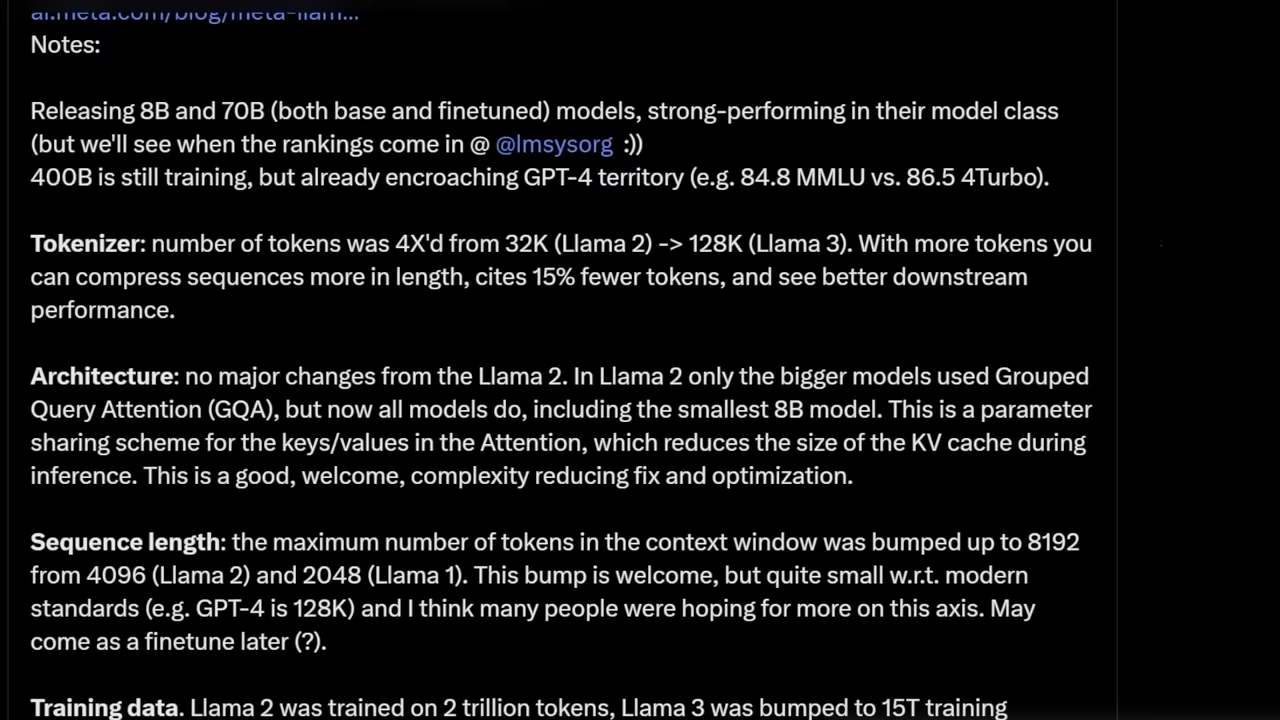 ai.meta.com/blog/meta-llam…
Notes:
Releasing 8B and 70B (both base and finetuned) models, strong-performing in their model class
(but we'll see when the rankings come in @ @lmsysorg :))
400B is still training, but already encroaching GPT-4 territory (e.g. 84.8 MMLU vs. 86.5 4Turbo).
Tokenizer: number of tokens was 4X'd from 32K (Llama 2) -> 128K (Llama 3). With more tokens you
can compress sequences more in length, cites 15% fewer tokens, and see better downstream
performance.
Architecture: no major changes from the Llama 2. In Llama 2 only the bigger models used Grouped
Query Attention (GQA), but now all models do, including the smallest 8B model. This is a parameter
sharing scheme for the keys/values in the Attention, which reduces the size of the KV cache during
inference. This is a good, welcome, complexity reducing fix and optimization.
Sequence length: the maximum number of tokens in the context window was bumped up to 8192
from 4096 (Llama 2) and 2048 (Llama 1). This bump is welcome, but quite small w.r.t. modern
standards (e.g. GPT-4 is 128K) and I think many people were hoping for more on this axis. May
come as a finetune later (?).
Training data. Llama 2 was trained on 2 trillion tokens, Llama 3 was bumped to 15T training